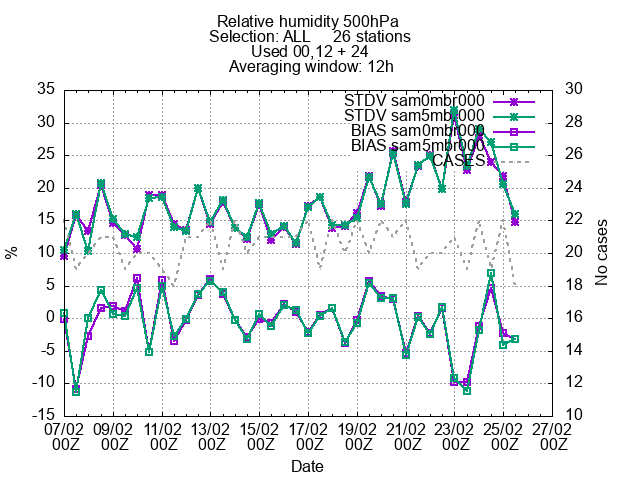 Relative humidity 500hPa
Selection: ALL 26 stations
Used 00,12 + 24
Averaging window: 12h
35
30
25
20
15
10
5
0
-5
-10
-15
%
STDV sam0mbr000
STDV sam5mbr000
BIAS sam0mbr000
BIAS sam5mbr000
CASES
30
28
26
24
22
20
18
16
14
12
10
No cases
07/02 09/02 11/02 13/02 15/02 17/02 19/02 21/02 23/02 25/02 27/02
00Z 00Z 00Z 00Z 00Z 00Z 00Z 00Z 00Z 00Z 00Z
Date